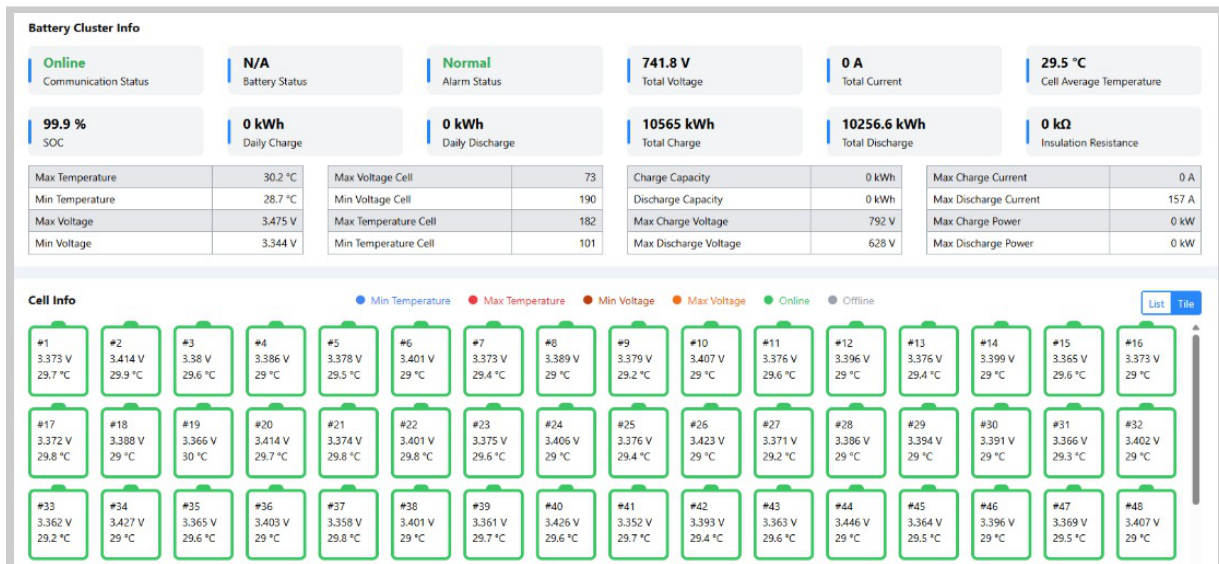 Battery Cluster Info
Online N/A Normal 741.8 V 0 A 29.5 °C
Communication Status Battery Status Alarm Status Total Voltage Total Current Cell Average Temperature
99.9 % 0 kWh 0 kWh 10565 kWh 10256.6 kWh 0 kΩ
SOC Daily Charge Daily Discharge Total Charge Total Discharge Insulation Resistance
Max Temperature 30.2 °C Max Voltage Cell 73 Charge Capacity 0 kWh Max Charge Current 0 A
Min Temperature 28.7 °C Min Voltage Cell 190 Discharge Capacity 0 kWh Max Discharge Current 157 A
Max Voltage 3.475 V Max Temperature Cell 182 Max Charge Voltage 792 V Max Charge Power 0 kW
Min Voltage 3.344 V Min Temperature Cell 101 Max Discharge Voltage 628 V Max Discharge Power 0 kW
Cell Info Min Temperature Max Temperature Min Voltage Max Voltage Online Offline List Tile
#1 #2 #3 #4 #5 #6 #7 #8 #9 #10 #11 #12 #13 #14 #15 #16
3.373 V 3.414 V 3.38 V 3.386 V 3.378 V 3.401 V 3.373 V 3.389 V 3.379 V 3.407 V 3.376 V 3.396 V 3.376 V 3.399 V 3.365 V 3.373 V
29.7 °C 29.9 °C 29.6 °C 29 °C 29.5 °C 29 °C 29.4 °C 29 °C 29.2 °C 29 °C 29.6 °C 29 °C 29.4 °C 29 °C 29.6 °C 29 °C
#17 #18 #19 #20 #21 #22 #23 #24 #25 #26 #27 #28 #29 #30 #31 #32
3.372 V 3.388 V 3.366 V 3.414 V 3.374 V 3.401 V 3.375 V 3.406 V 3.376 V 3.423 V 3.371 V 3.386 V 3.394 V 3.391 V 3.366 V 3.402 V
29.8 °C 29 °C 30 °C 29.7 °C 29.8 °C 29.8 °C 29.6 °C 29 °C 29.4 °C 29 °C 29.2 °C 29 °C 29 °C 29 °C 29.3 °C 29 °C
#33 #34 #35 #36 #37 #38 #39 #40 #41 #42 #43 #44 #45 #46 #47 #48
3.362 V 3.427 V 3.365 V 3.403 V 3.358 V 3.401 V 3.361 V 3.426 V 3.352 V 3.393 V 3.363 V 3.446 V 3.364 V 3.396 V 3.369 V 3.407 V
29.2 °C 29 °C 29.6 °C 29 °C 29.8 °C 29 °C 29.7 °C 29.6 °C 29.7 °C 29.4 °C 29.6 °C 29 °C 29.5 °C 29 °C 29.5 °C 29 °C